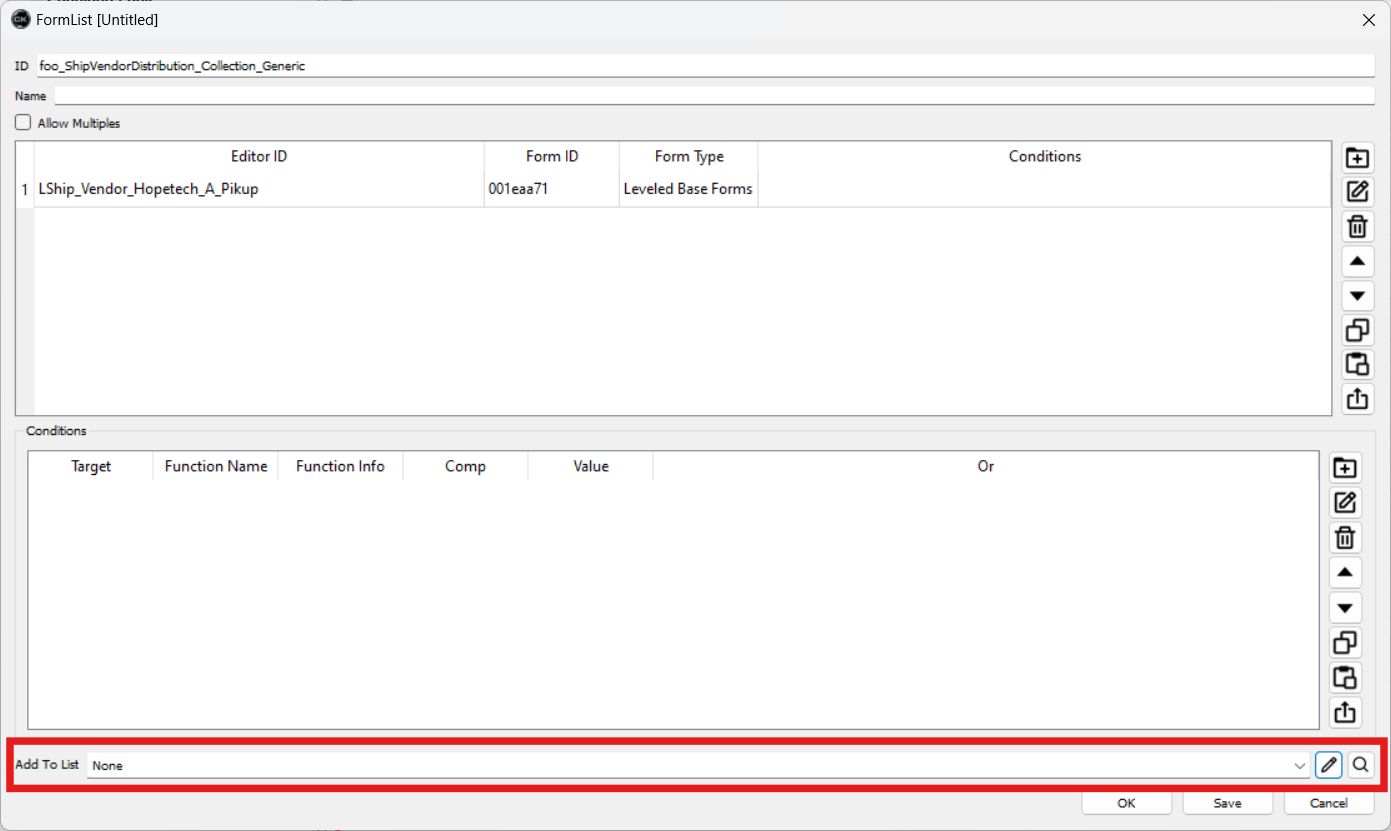 CK FormList [Untitled]
ID foo_ShipVendorDistribution_Collection_Generic
Name
Allow Multiples
Editor ID Form ID Form Type Conditions
1 LShip_Vendor_Hopetech_A_Pikup 001eaa71 Leveled Base Forms
Conditions
Target Function Name Function Info Comp Value Or
Add To List None
OK Save Cancel